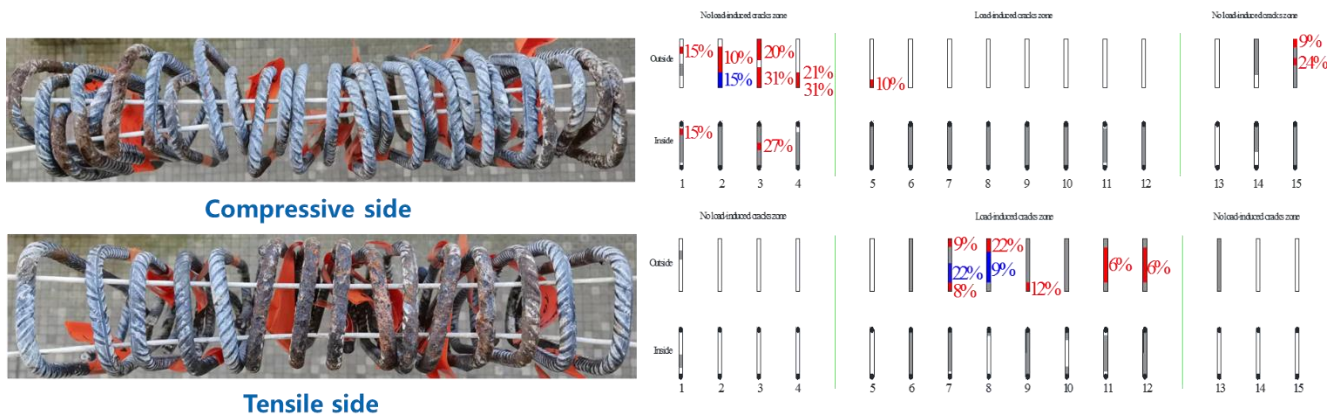 Compressive side
Tensile side
No load-induced cracks zone
Load-induced cracks zone
No load-induced cracks zone
Outside
15%
10%
15%
20%
31%
21%
31%
10%
9%
24%
Inside
15%
27%
1 2 3 4 5 6 7 8 9 10 11 12 13 14 15
No load-induced cracks zone
Load-induced cracks zone
No load-induced cracks zone
Outside
9%
22%
8%
22%
9%
12%
6%
6%
Inside
1 2 3 4 5 6 7 8 9 10 11 12 13 14 15